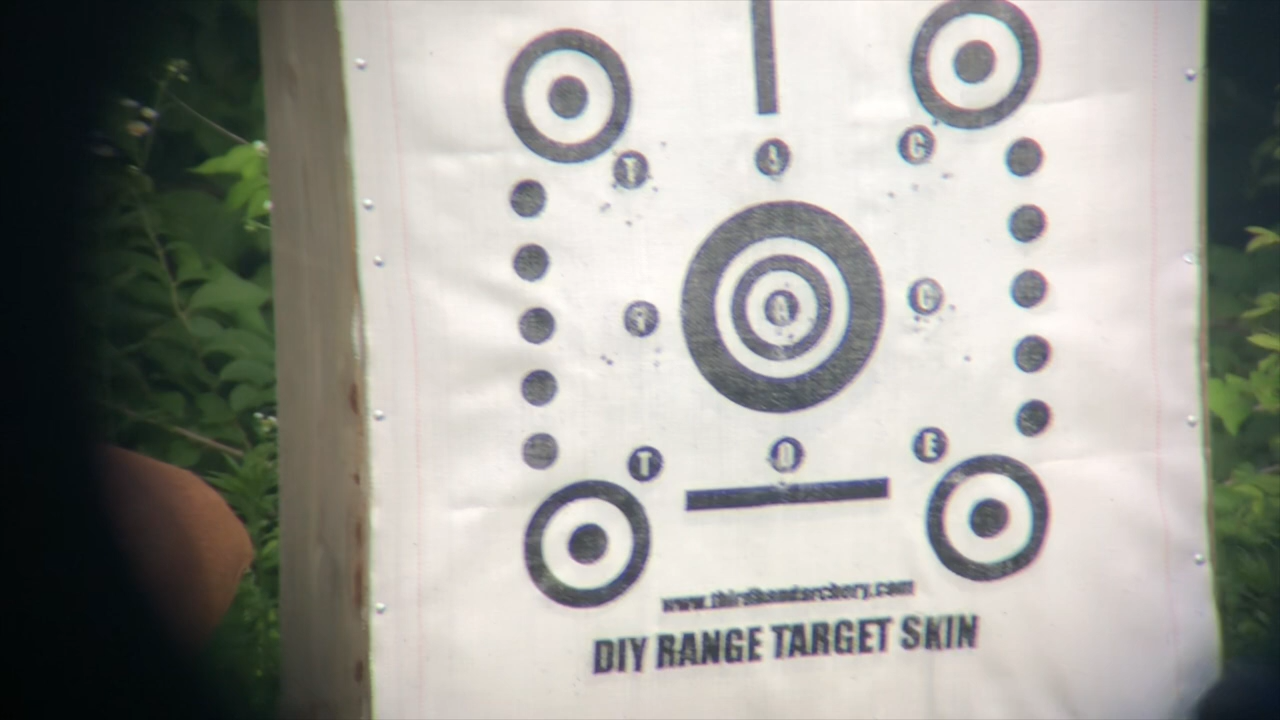 T A C
T A C
T D E
www.thirdhandarchery.com
DIY RANGE TARGET SKIN